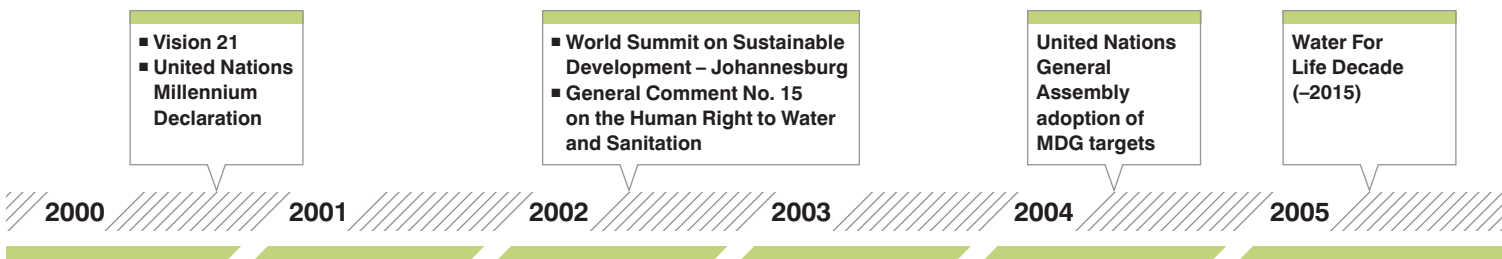 ■ Vision 21
■ United Nations
Millennium
Declaration
■ World Summit on Sustainable
Development – Johannesburg
■ General Comment No. 15
on the Human Right to Water
and Sanitation
United Nations
General
Assembly
adoption of
MDG targets
Water For
Life Decade
(–2015)
2000
2001
2002
2003
2004
2005